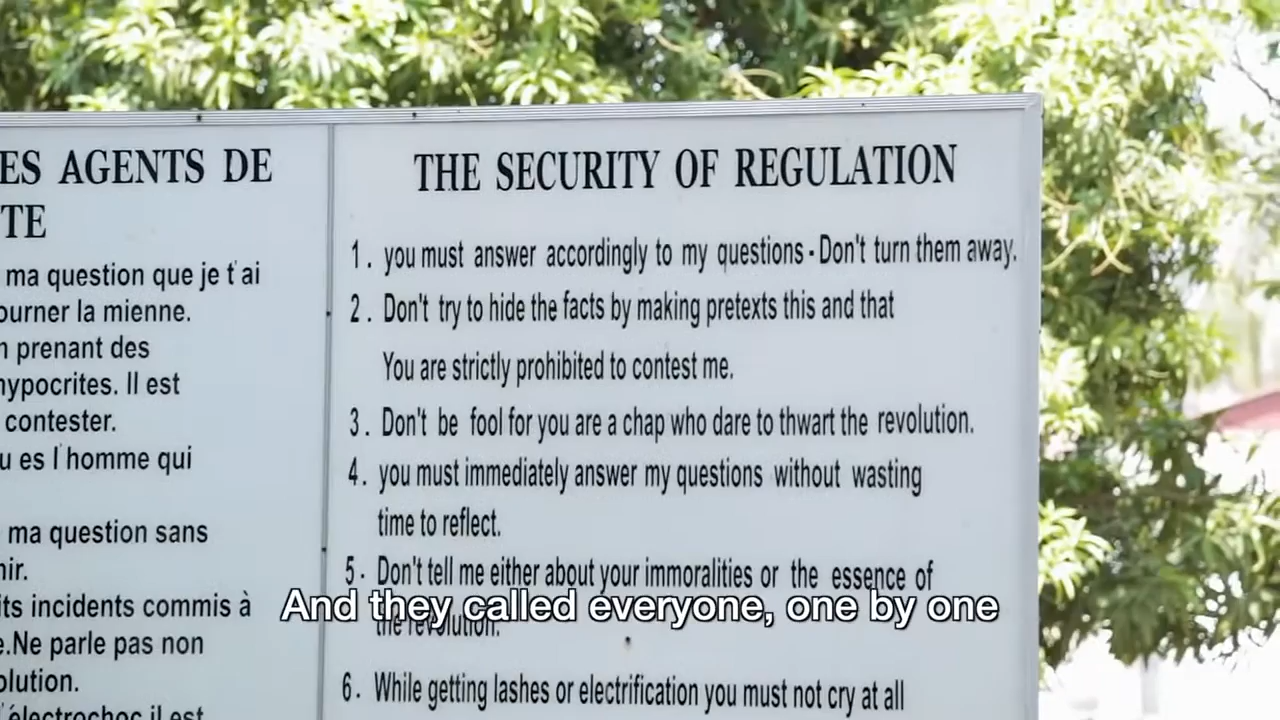 ES AGENTS DE
TE
ma question que je t'ai
ourner la mienne.
n prenant des
hypocrites. Il est
contester.
u es l'homme qui
ma question sans
nir.
its incidents commis à
e.Ne parle pas non
olution.
l'électrochoc il est
THE SECURITY OF REGULATION
1. you must answer accordingly to my questions - Don't turn them away.
2. Don't try to hide the facts by making pretexts this and that
You are strictly prohibited to contest me.
3. Don't be fool for you are a chap who dare to thwart the revolution.
4. you must immediately answer my questions without wasting
time to reflect.
5- Don't tell me either about your immoralities or the essence of
the revolution.
6. While getting lashes or electrification you must not cry at all
And they called everyone, one by one